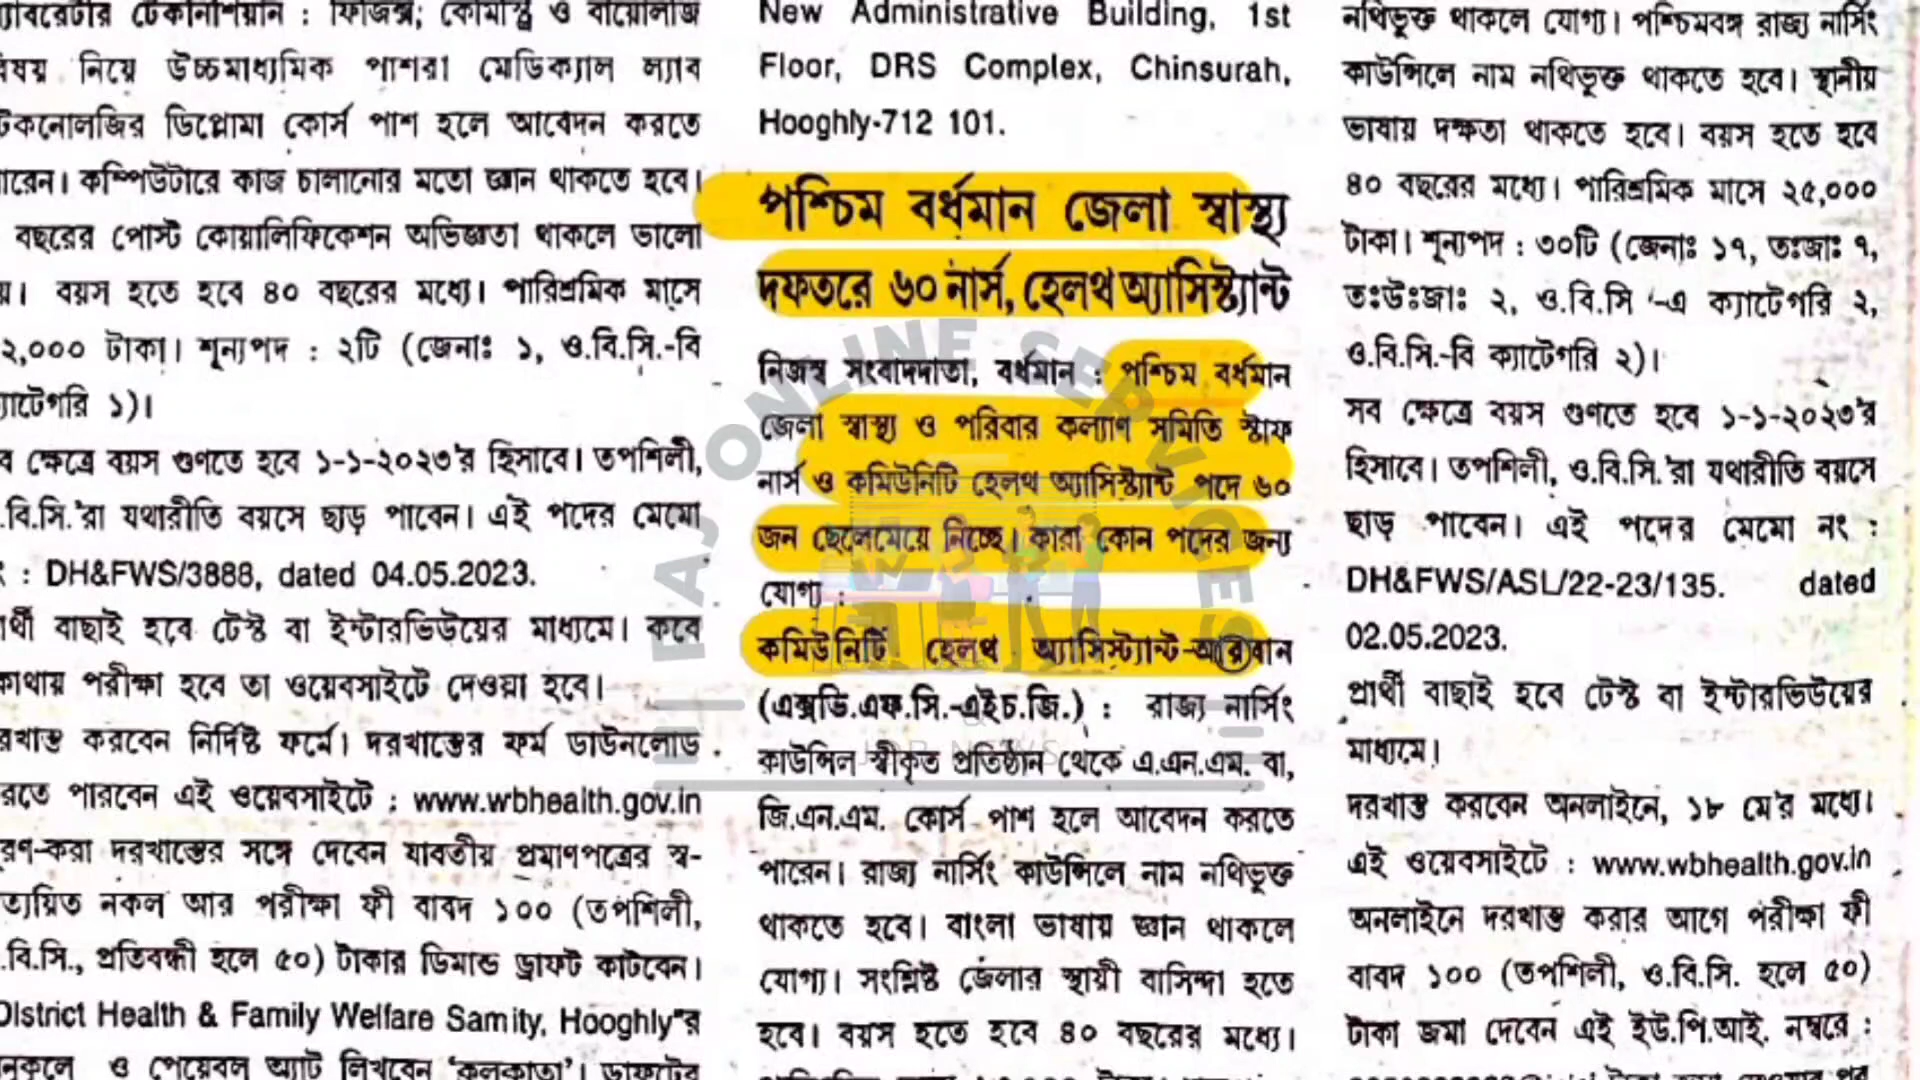 টেকনিশিয়ান : ফিজিক্স; কেমিস্ট্রি ও বায়োলজি
নিয়ে উচ্চমাধ্যমিক পাশরা মেডিক্যাল ল্যাব
ডিপ্লোমা কোর্স পাশ হলে আবেদন করতে
কম্পিউটারে কাজ চালানোর মতো জ্ঞান থাকতে হবে।
বছরের পোস্ট কোয়ালিফিকেশন অভিজ্ঞতা থাকলে ভালো
বয়স হতে হবে ৪০ বছরের মধ্যে। পারিশ্রমিক মাসে
২,০০০ টাকা। শূন্যপদ : ২টি (জেনাঃ ১, ও.বি.সি.-বি
১)।
ক্ষেত্রে বয়স গুণতে হবে ১-১-২০২৩'র হিসাবে। তপশিলী,
.বি.সি.'রা যথারীতি বয়সে ছাড় পাবেন। এই পদের মেমো
: DH&FWS/3888, dated 04.05.2023.
বাছাই হবে টেস্ট বা ইন্টারভিউয়ের মাধ্যমে। কবে
পরীক্ষা হবে তা ওয়েবসাইটে দেওয়া হবে।
করবেন নির্দিষ্ট ফর্মে। দরখাস্তের ফর্ম ডাউনলোড
পারবেন এই ওয়েবসাইটে : www.wbhealth.gov.in
দরখাস্তের সঙ্গে দেবেন যাবতীয় প্রমাণপত্রের স্ব-
নকল আর পরীক্ষা ফী বাবদ ১০০ (তপশিলী,
.বি.সি., প্রতিবন্ধী হলে ৫০) টাকার ডিমান্ড ড্রাফট কাটবেন।
District Health & Family Welfare Samity, Hooghly"র
ও পেয়েবল অ্যাট লিখবেন 'কলকাতা'। ড্রাফটের
New Administrative Building, 1st
Floor, DRS Complex, Chinsurah,
Hooghly-712 101.
পশ্চিম বর্ধমান জেলা স্বাস্থ্য
দফতরে ৬০ নার্স, হেলথ অ্যাসিস্ট্যান্ট
নিজস্ব সংবাদদাতা, বর্ধমান : পশ্চিম বর্ধমান
জেলা স্বাস্থ্য ও পরিবার কল্যাণ সমিতি স্টাফ
নার্স ও কমিউনিটি হেলথ অ্যাসিস্ট্যান্ট পদে ৬০
জন ছেলেমেয়ে নিচ্ছে। কারা কোন পদের জন্য
যোগ্য :
কমিউনিটি হেলথ অ্যাসিস্ট্যান্ট-আরবান
(এক্সভি.এফ.সি.-এইচ.জি.) : রাজ্য নার্সিং
কাউন্সিল স্বীকৃত প্রতিষ্ঠান থেকে এ.এন.এম. বা,
জি.এন.এম. কোর্স পাশ হলে আবেদন করতে
পারেন। রাজ্য নার্সিং কাউন্সিলে নাম নথিভুক্ত
থাকতে হবে। বাংলা ভাষায় জ্ঞান থাকলে
যোগ্য। সংশ্লিষ্ট জেলার স্থায়ী বাসিন্দা হতে
হবে। বয়স হতে হবে ৪০ বছরের মধ্যে।
নথিভুক্ত থাকলে যোগ্য। পশ্চিমবঙ্গ রাজ্য নার্সিং
কাউন্সিলে নাম নথিভুক্ত থাকতে হবে। স্থানীয়
ভাষায় দক্ষতা থাকতে হবে। বয়স হতে হবে
৪০ বছরের মধ্যে। পারিশ্রমিক মাসে ২৫,০০০
টাকা। শূন্যপদ : ৩০টি (জেনাঃ ১৭, তঃজাঃ ৭,
তঃউঃজাঃ ২, ও.বি.সি -এ ক্যাটেগরি ২,
ও.বি.সি.-বি ক্যাটেগরি ২)।
সব ক্ষেত্রে বয়স গুণতে হবে ১-১-২০২৩'র
হিসাবে। তপশিলী, ও.বি.সি.'রা যথারীতি বয়সে
ছাড় পাবেন। এই পদের মেমো নং :
DH&FWS/ASL/22-23/135. dated
02.05.2023.
প্রার্থী বাছাই হবে টেস্ট বা ইন্টারভিউয়ের
মাধ্যমে।
দরখাস্ত করবেন অনলাইনে, ১৮ মে'র মধ্যে।
এই ওয়েবসাইটে : www.wbhealth.gov.in
অনলাইনে দরখাস্ত করার আগে পরীক্ষা ফী
বাবদ ১০০ (তপশিলী, ও.বি.সি. হলে ৫০)
টাকা জমা দেবেন এই ইউ.পি.আই. নম্বরে :
BAJ ONLINE SERVICES
JOB NEWS